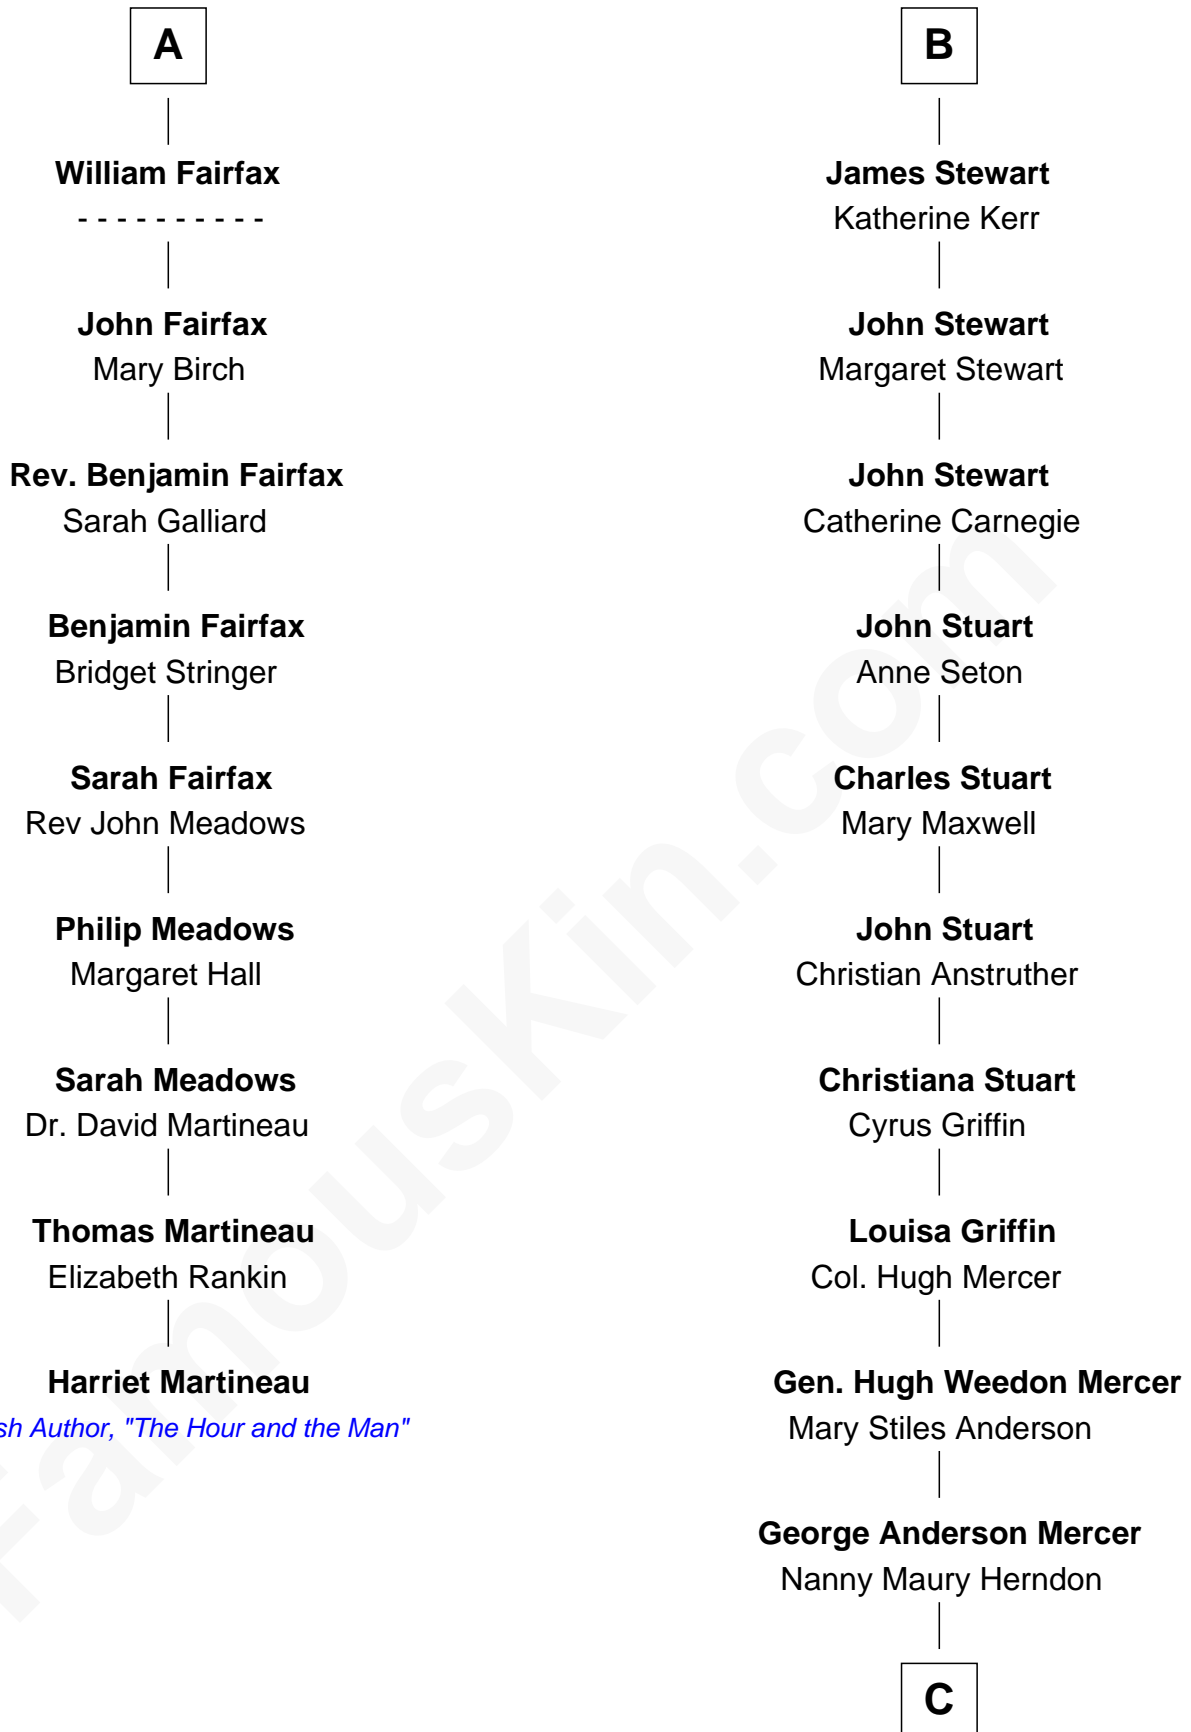 A
William Fairfax
- - - - - - - - - -
John Fairfax
Mary Birch
Rev. Benjamin Fairfax
Sarah Galliard
Benjamin Fairfax
Bridget Stringer
Sarah Fairfax
Rev John Meadows
Philip Meadows
Margaret Hall
Sarah Meadows
Dr. David Martineau
Thomas Martineau
Elizabeth Rankin
Harriet Martineau
sh Author, "The Hour and the Man"
B
James Stewart
Katherine Kerr
John Stewart
Margaret Stewart
John Stewart
Catherine Carnegie
John Stuart
Anne Seton
Charles Stuart
Mary Maxwell
John Stuart
Christian Anstruther
Christiana Stuart
Cyrus Griffin
Louisa Griffin
Col. Hugh Mercer
Gen. Hugh Weedon Mercer
Mary Stiles Anderson
George Anderson Mercer
Nanny Maury Herndon
C
FamousKin.com